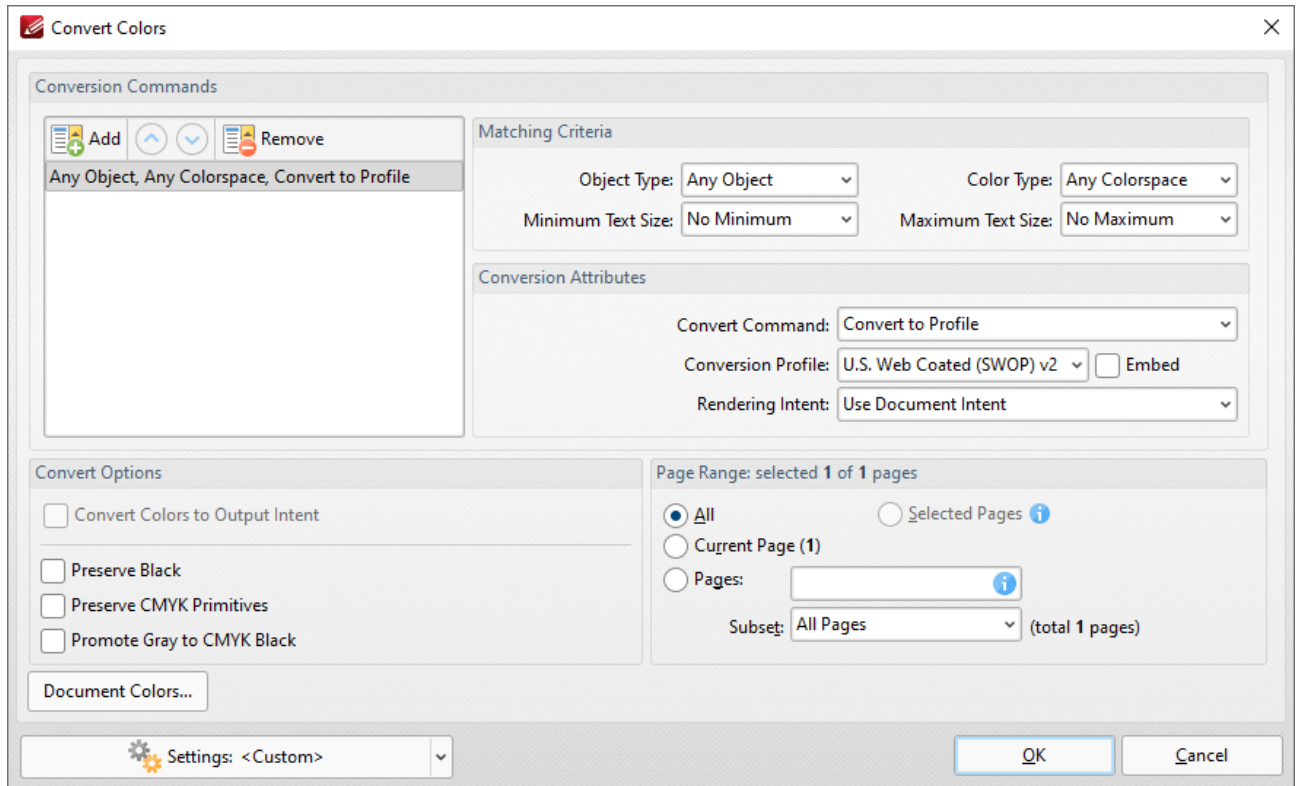 Convert Colors
Conversion Commands
Add Remove
Any Object, Any Colorspace, Convert to Profile
Matching Criteria
Object Type: Any Object Color Type: Any Colorspace
Minimum Text Size: No Minimum Maximum Text Size: No Maximum
Conversion Attributes
Convert Command: Convert to Profile
Conversion Profile: U.S. Web Coated (SWOP) v2 Embed
Rendering Intent: Use Document Intent
Convert Options
Convert Colors to Output Intent
Preserve Black
Preserve CMYK Primitives
Promote Gray to CMYK Black
Page Range: selected 1 of 1 pages
All Selected Pages
Current Page (1)
Pages:
Subset: All Pages (total 1 pages)
Document Colors...
Settings: <Custom> OK Cancel